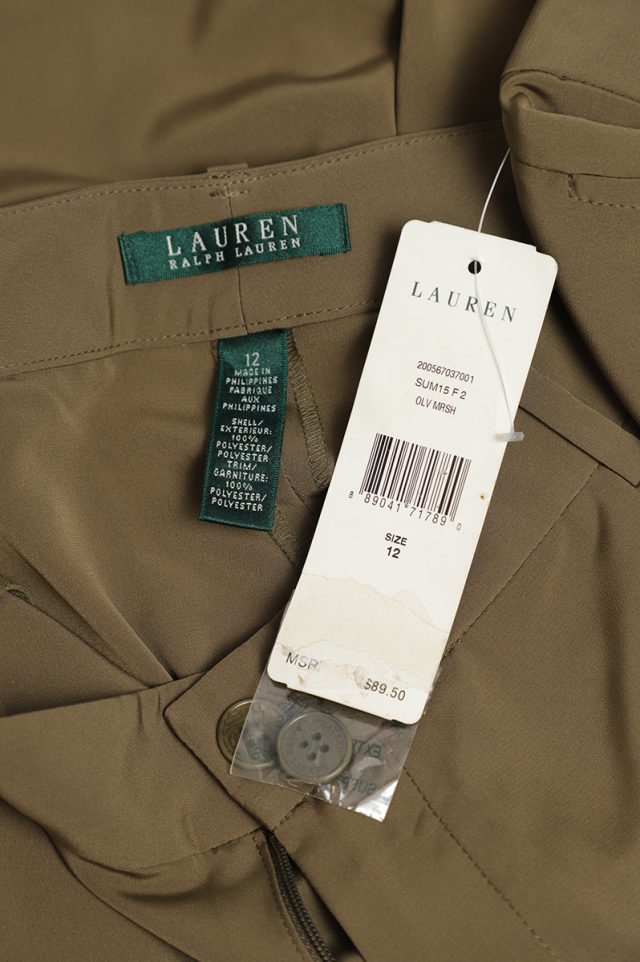 LAUREN
RALPH LAUREN
12
MADE IN
PHILIPPINES
FABRIQUE
AUX
PHILIPPINES
SHELL/
EXTERIEUR:
100%
POLYESTER/
POLYESTER
TRIM/
GARNITURE:
100%
POLYESTER/
POLYESTER
LAUREN
200567037001
SUM15 F 2
OLV MRSH
8 89041 71789 0
SIZE
12
MSR
$89.50